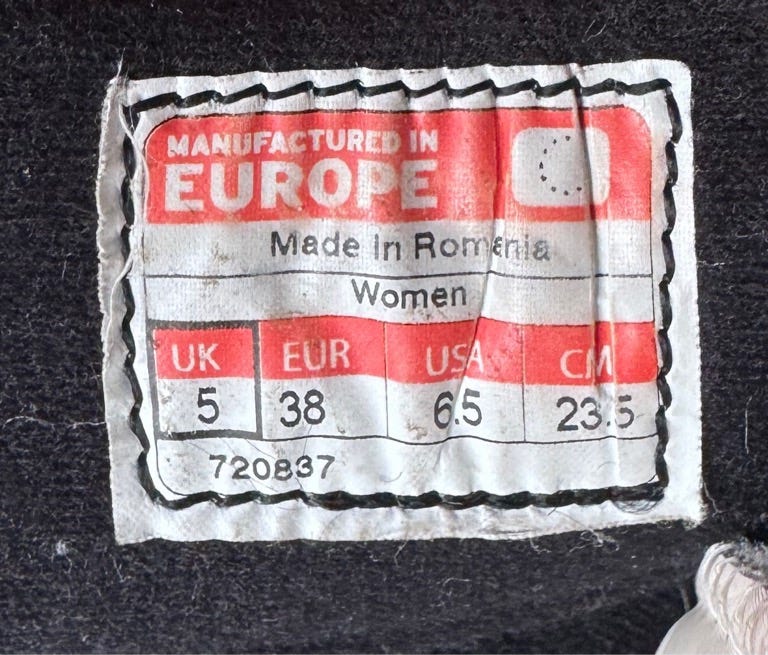 MANUFACTURED IN
EUROPE
Made in Romania
Women
UK EUR USA CM
5 38 6.5 23.5
720837